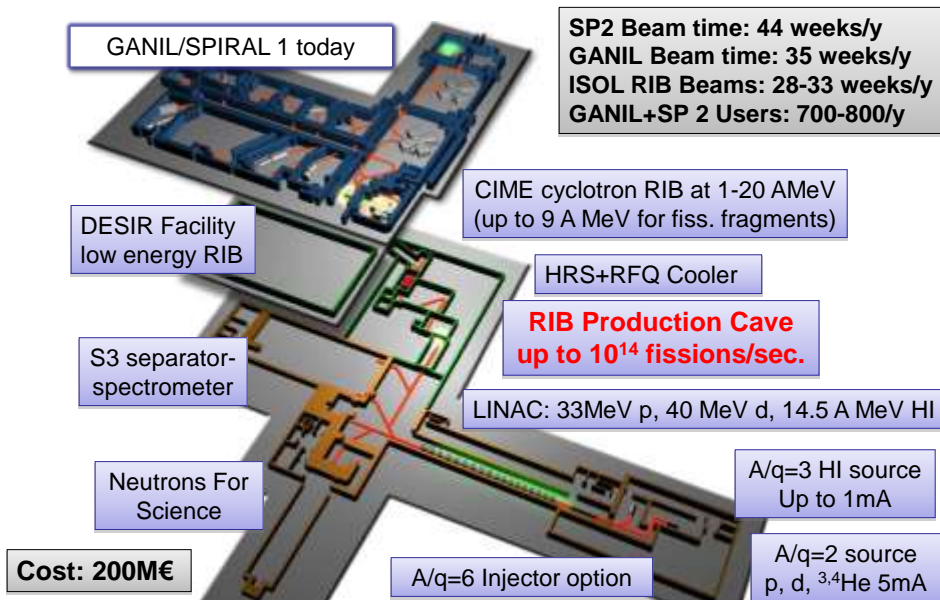 GANIL/SPIRAL 1 today
SP2 Beam time: 44 weeks/y
GANIL Beam time: 35 weeks/y
ISOL RIB Beams: 28-33 weeks/y
GANIL+SP 2 Users: 700-800/y
CIME cyclotron RIB at 1-20 AMeV
(up to 9 A MeV for fiss. fragments)
DESIR Facility
low energy RIB
HRS+RFQ Cooler
RIB Production Cave
up to 10¹⁴ fissions/sec.
S3 separator-
spectrometer
LINAC: 33MeV p, 40 MeV d, 14.5 A MeV HI
Neutrons For
Science
A/q=3 HI source
Up to 1mA
Cost: 200M€
A/q=6 Injector option
A/q=2 source
p, d, ³,⁴He 5mA